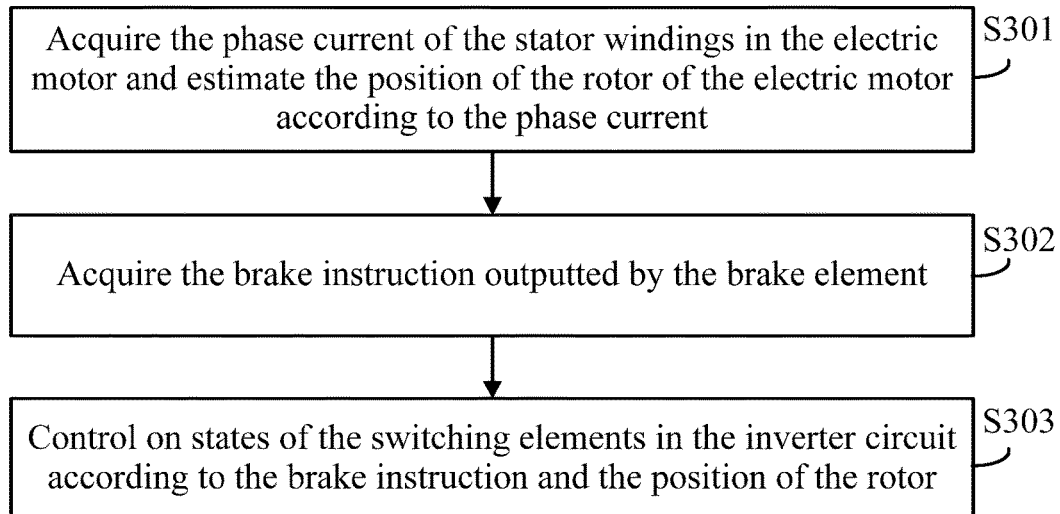 Acquire the phase current of the stator windings in the electric
motor and estimate the position of the rotor of the electric motor
according to the phase current
S301
Acquire the brake instruction outputted by the brake element
S302
Control on states of the switching elements in the inverter circuit
according to the brake instruction and the position of the rotor
S303